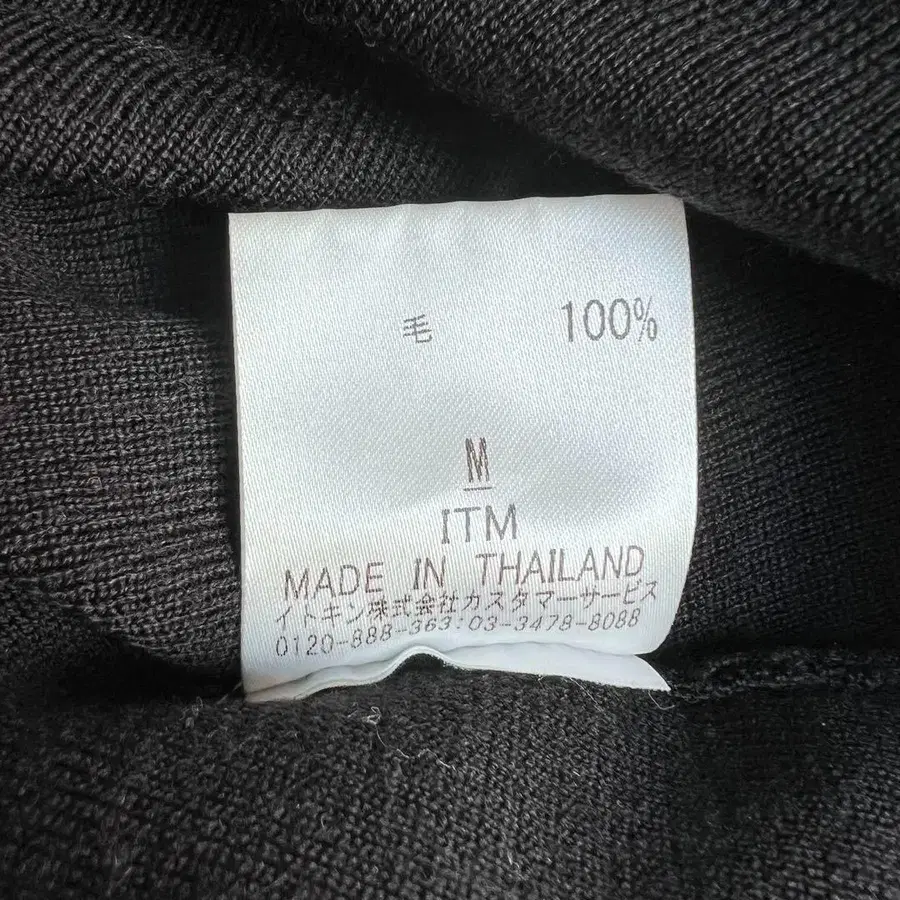 毛 100%
M
ITM
MADE IN THAILAND
イトキン株式会社カスタマーサービス
0120-888-363:03-3478-8088